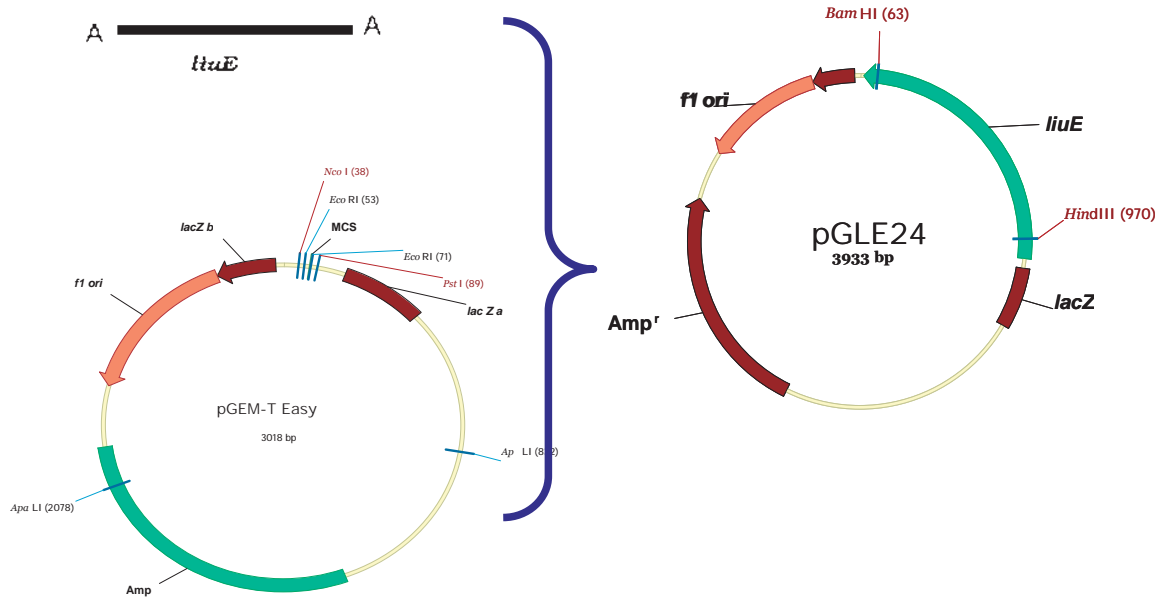 A A
liuE
Nco I (38)
Eco RI (53)
MCS
lacZ b
Eco RI (71)
Pst I (89)
lac Z a
f1 ori
pGEM-T Easy
3018 bp
Ap LI (8 2)
Apa LI (2078)
Amp
Bam HI (63)
f1 ori
liuE
HindIII (970)
pGLE24
3933 bp
lacZ
Amp r